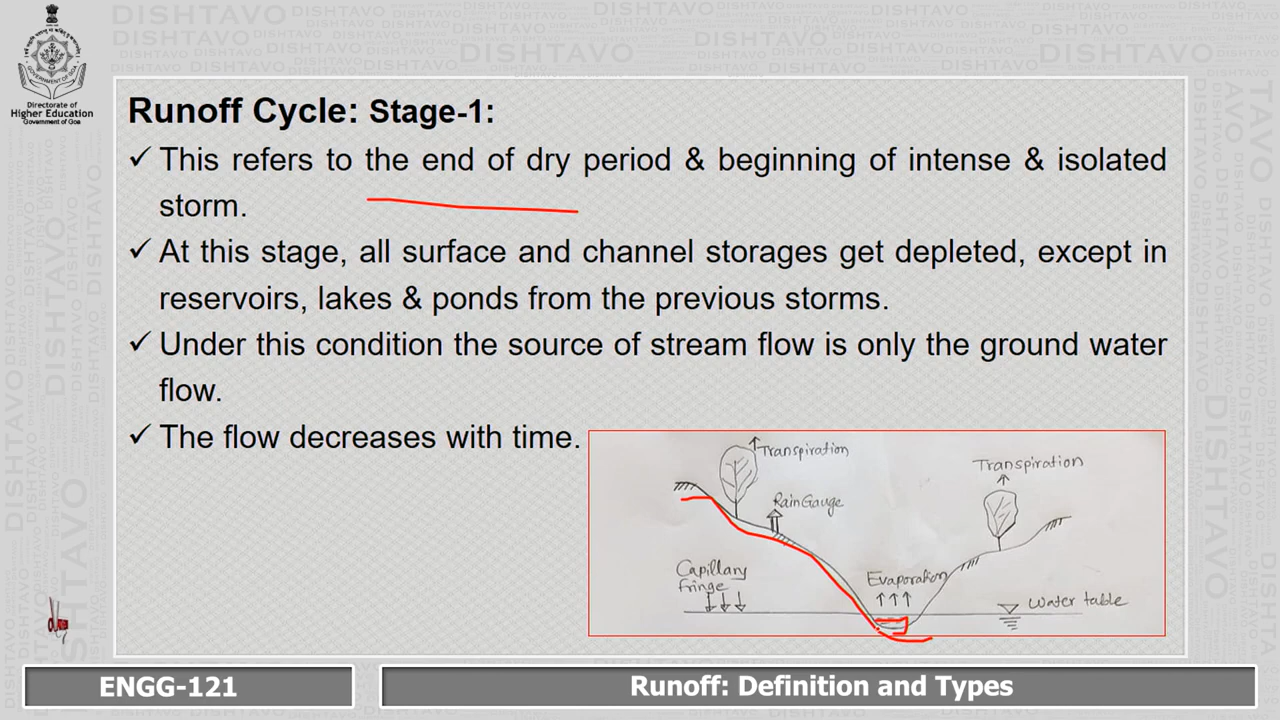 Directorate of
Higher Education
Government of Goa
Runoff Cycle: Stage-1:
✓ This refers to the end of dry period & beginning of intense & isolated
storm.
✓ At this stage, all surface and channel storages get depleted, except in
reservoirs, lakes & ponds from the previous storms.
✓ Under this condition the source of stream flow is only the ground water
flow.
✓ The flow decreases with time.
Transpiration
Transpiration
RainGauge
Capillary
fringe
Evaporation
Water table
ENGG-121
Runoff: Definition and Types
DISHTAVO